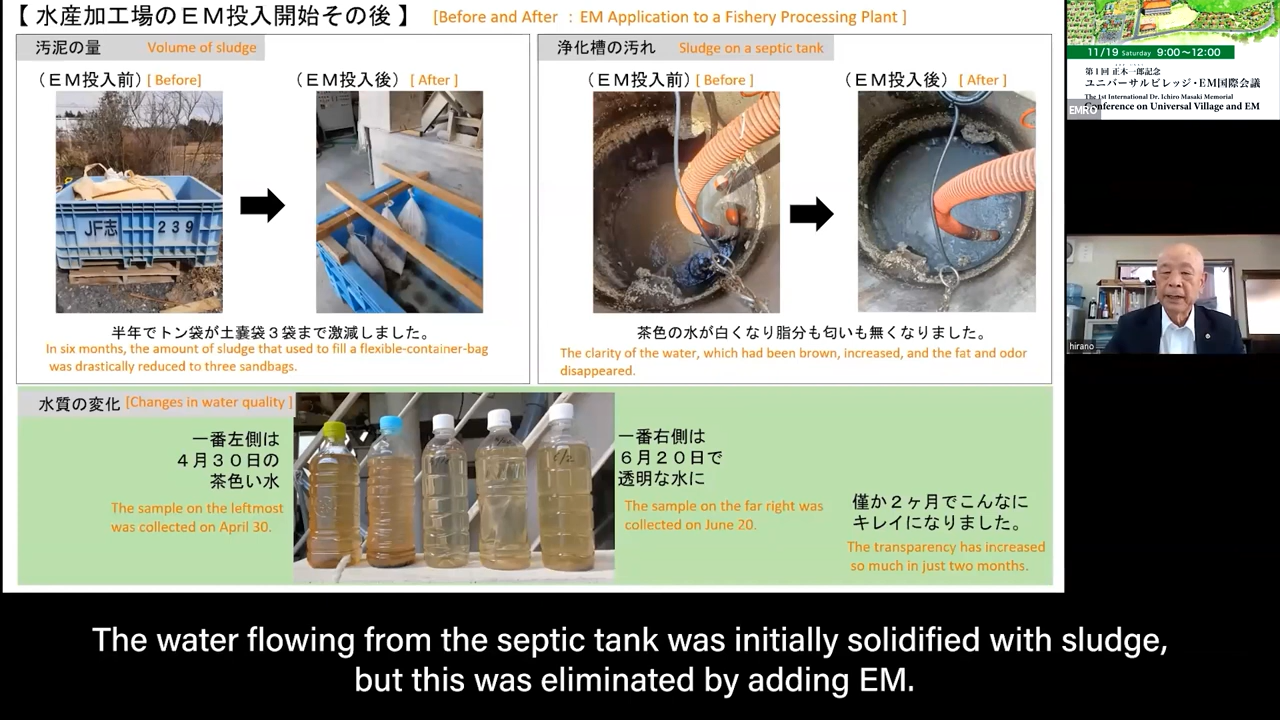 【 水産加工場のＥＭ投入開始その後 】 [Before and After : EM Application to a Fishery Processing Plant ]
汚泥の量 Volume of sludge
（ＥＭ投入前）[ Before]
（ＥＭ投入後）[ After ]
JF志 239
半年でトン袋が土嚢袋３袋まで激減しました。
In six months, the amount of sludge that used to fill a flexible-container-bag
was drastically reduced to three sandbags.
浄化槽の汚れ Sludge on a septic tank
（ＥＭ投入前）[ Before ]
（ＥＭ投入後）[ After ]
茶色の水が白くなり脂分も匂いも無くなりました。
The clarity of the water, which had been brown, increased, and the fat and odor
disappeared.
水質の変化 [Changes in water quality ]
一番左側は
４月３０日の
茶色い水
The sample on the leftmost
was collected on April 30.
一番右側は
６月２０日で
透明な水に
The sample on the far right was
collected on June 20.
僅か２ヶ月でこんなに
キレイになりました。
The transparency has increased
so much in just two months.
11/19 Saturday 9:00～12:00
第1回 正木一郎記念
ユニバーサルビレッジ・EM国際会議
The 1st International Dr. Ichiro Masaki Memorial
Conference on Universal Village and EM
EMRO
hirano
The water flowing from the septic tank was initially solidified with sludge,
but this was eliminated by adding EM.